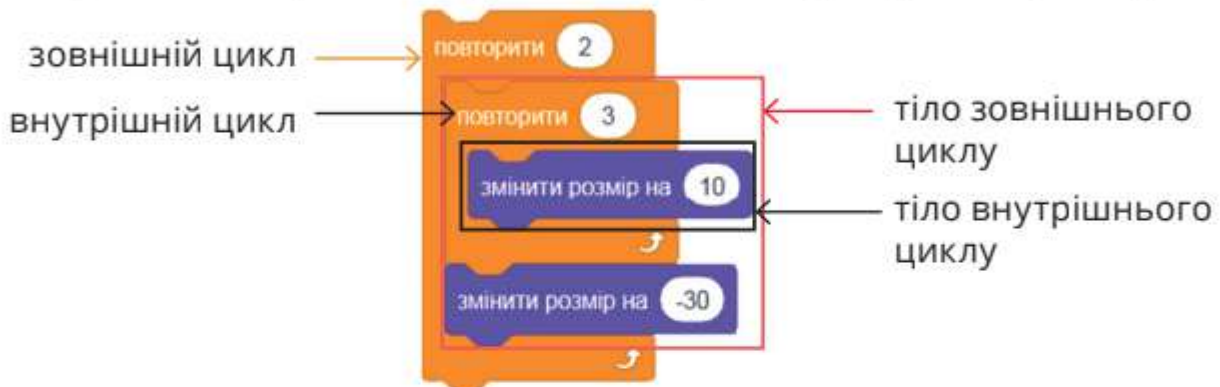 зовнішній цикл
повторити 2
внутрішній цикл
повторити 3
тіло зовнішнього
циклу
змінити розмір на 10
тіло внутрішнього
циклу
змінити розмір на -30